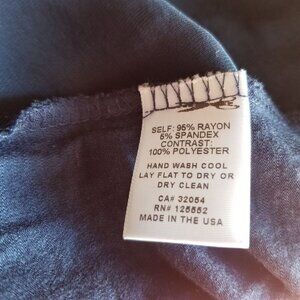 SELF: 95% RAYON
5% SPANDEX
CONTRAST:
100% POLYESTER
HAND WASH COOL
LAY FLAT TO DRY OR
DRY CLEAN
CA# 32054
RN# 125552
MADE IN THE USA